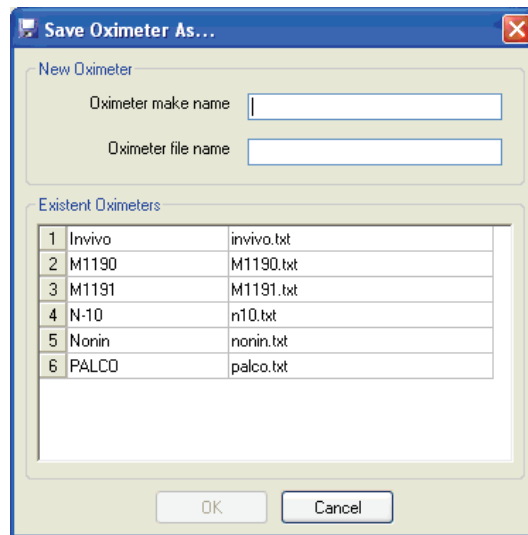 Save Oximeter As...
New Oximeter
Oximeter make name
Oximeter file name
Existent Oximeters
1 Invivo invivo.txt
2 M1190 M1190.txt
3 M1191 M1191.txt
4 N-10 n10.txt
5 Nonin nonin.txt
6 PALCO palco.txt
OK Cancel